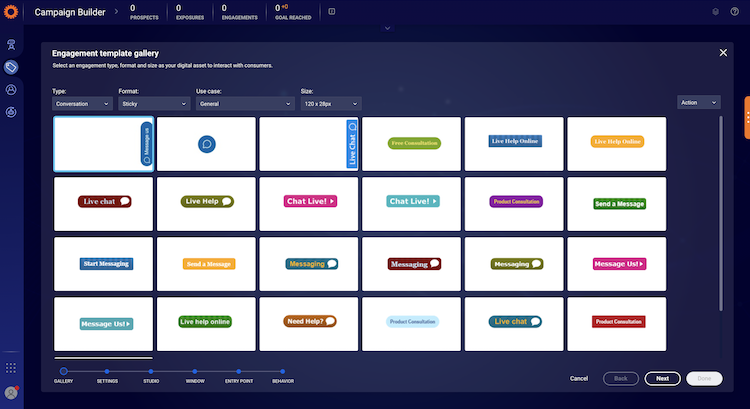 Campaign Builder
0
PROSPECTS
0
EXPOSURES
0
ENGAGEMENTS
0 +0
GOAL REACHED
Engagement template gallery
Select an engagement type, format and size as your digital asset to interact with consumers.
Type:
Format:
Use case:
Size:
Conversation
Sticky
General
120 x 28px
Action
Message us
Live Chat
Free Consultation
Live Help Online
Live Help Online
Live chat
Live Help
Chat Live!
Chat Live!
Product Consultation
Send a Message
Start Messaging
Send a Message
Messaging
Messaging
Messaging
Message Us!
Message Us!
Live help online
Need Help?
Product Consultation
Live chat
Product Consultation
GALLERY
SETTINGS
STUDIO
WINDOW
ENTRY POINT
BEHAVIOR
Cancel
Back
Next
Done